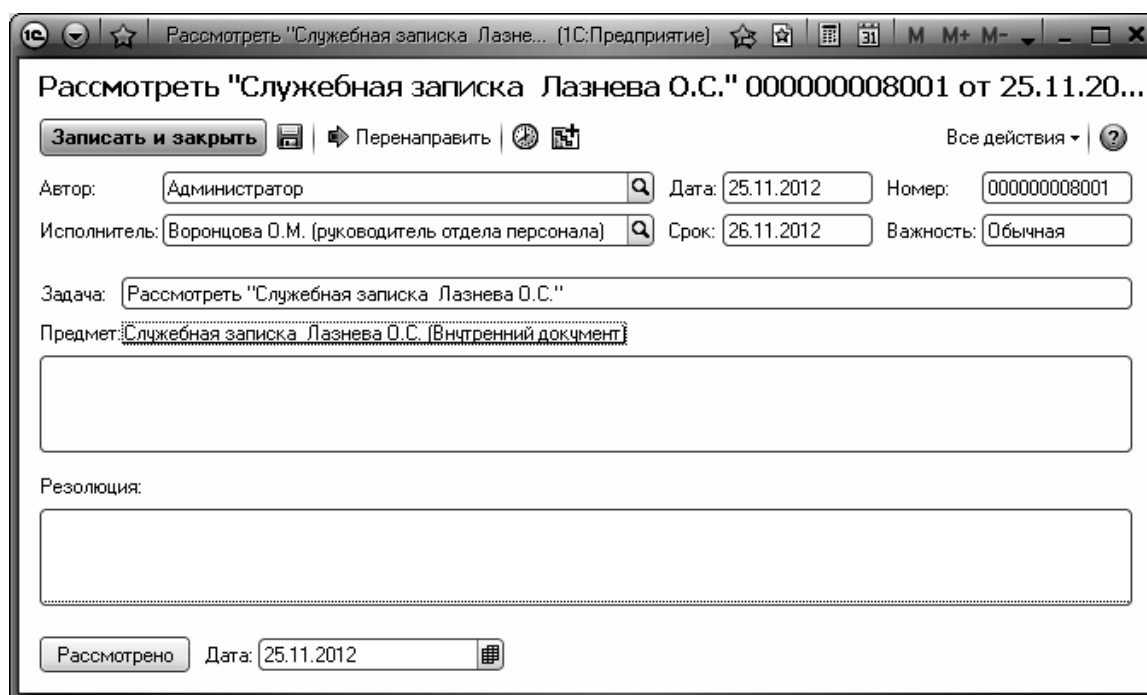 1С Рассмотреть "Служебная записка Лазне... (1С:Предприятие) 31 M M+ M-
Рассмотреть "Служебная записка Лазнева О.С." 000000008001 от 25.11.20...
Записать и закрыть Перенаправить Все действия ?
Автор: Администратор Дата: 25.11.2012 Номер: 000000008001
Исполнитель: Воронцова О.М. (руководитель отдела персонала) Срок: 26.11.2012 Важность: Обычная
Задача: Рассмотреть "Служебная записка Лазнева О.С."
Предмет: Служебная записка Лазнева О.С. (Внутренний документ)
Резолюция:
Рассмотрено Дата: 25.11.2012